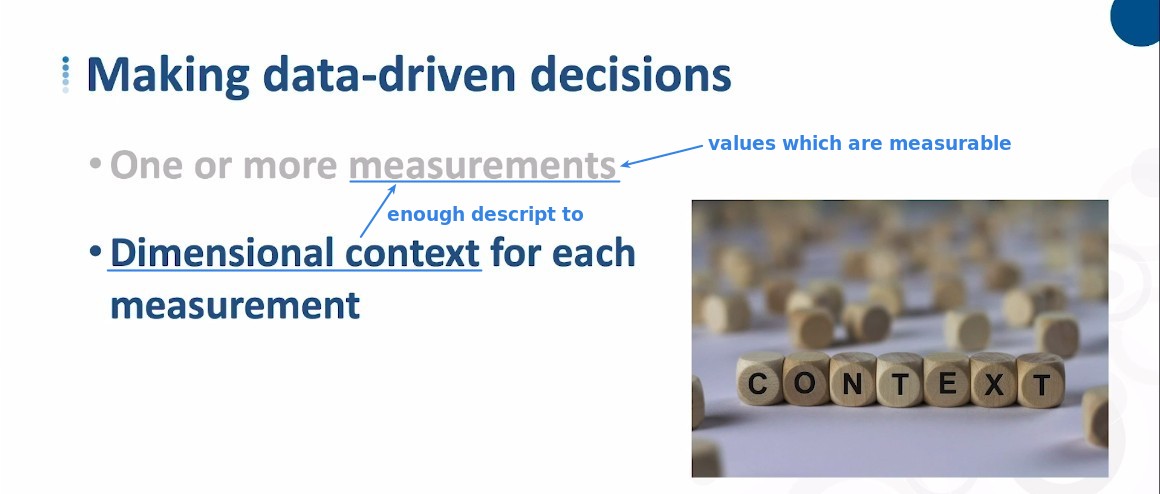 Making data-driven decisions
• One or more measurements
values which are measurable
enough descript to
• Dimensional context for each
measurement
CONTEXT